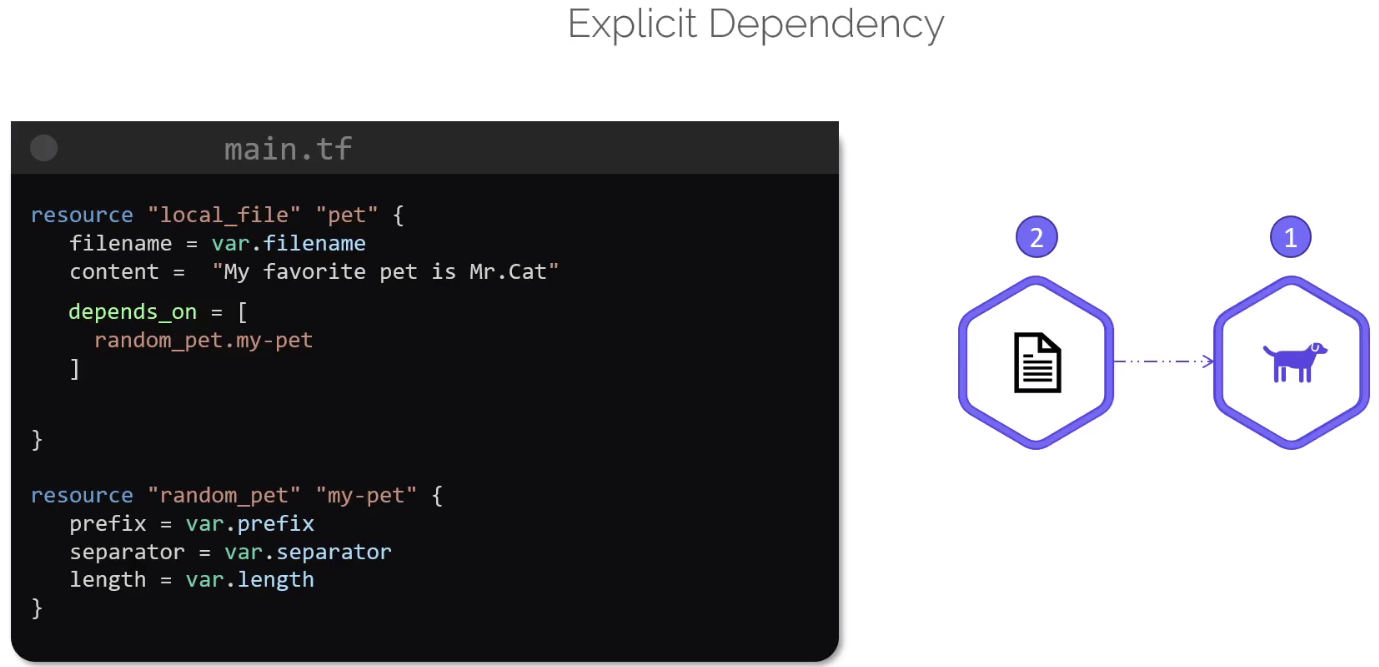 Explicit Dependency
main.tf
resource "local_file" "pet" {
filename = var.filename
content =  "My favorite pet is Mr.Cat"
depends_on = [
random_pet.my-pet
]
}
resource "random_pet" "my-pet" {
prefix = var.prefix
separator = var.separator
length = var.length
}
2
1